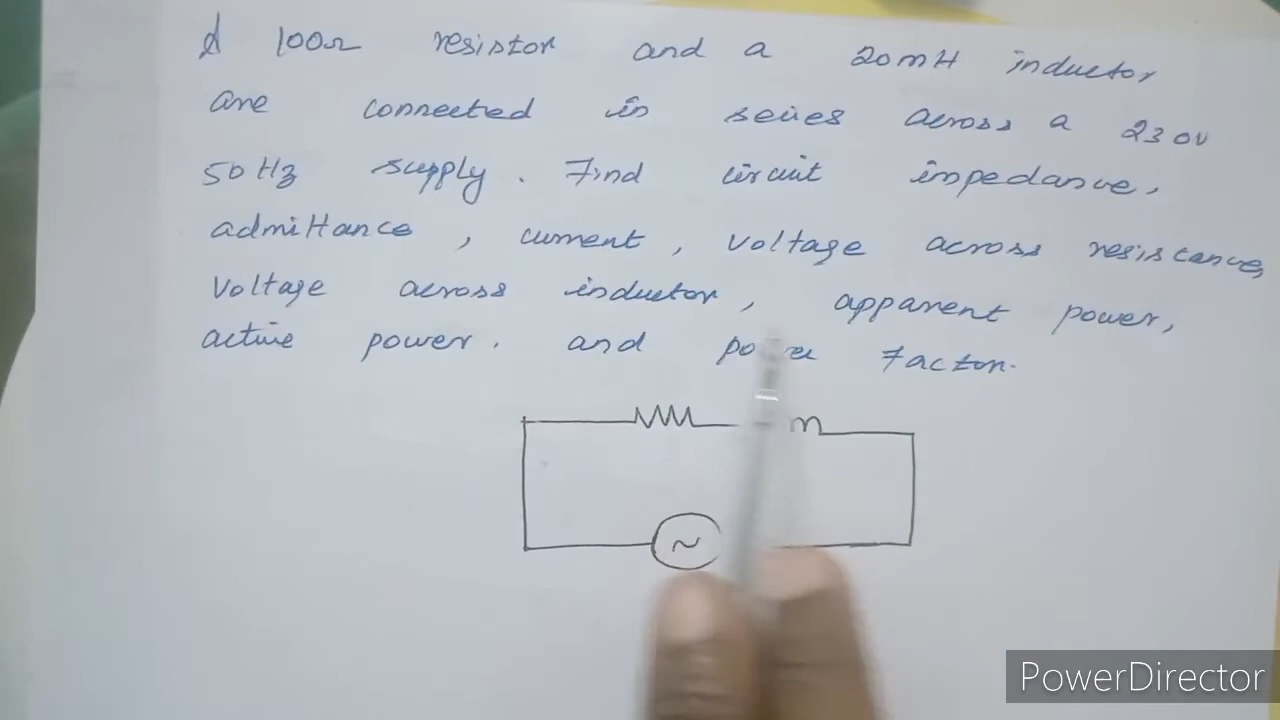 A 100Ω resistor and a 20mH inductor
are connected in series across a 230V
50Hz supply. Find circuit impedance,
admittance, current, voltage across resistance,
Voltage across inductor, apparent power,
active power. and power factor.
~
PowerDirector